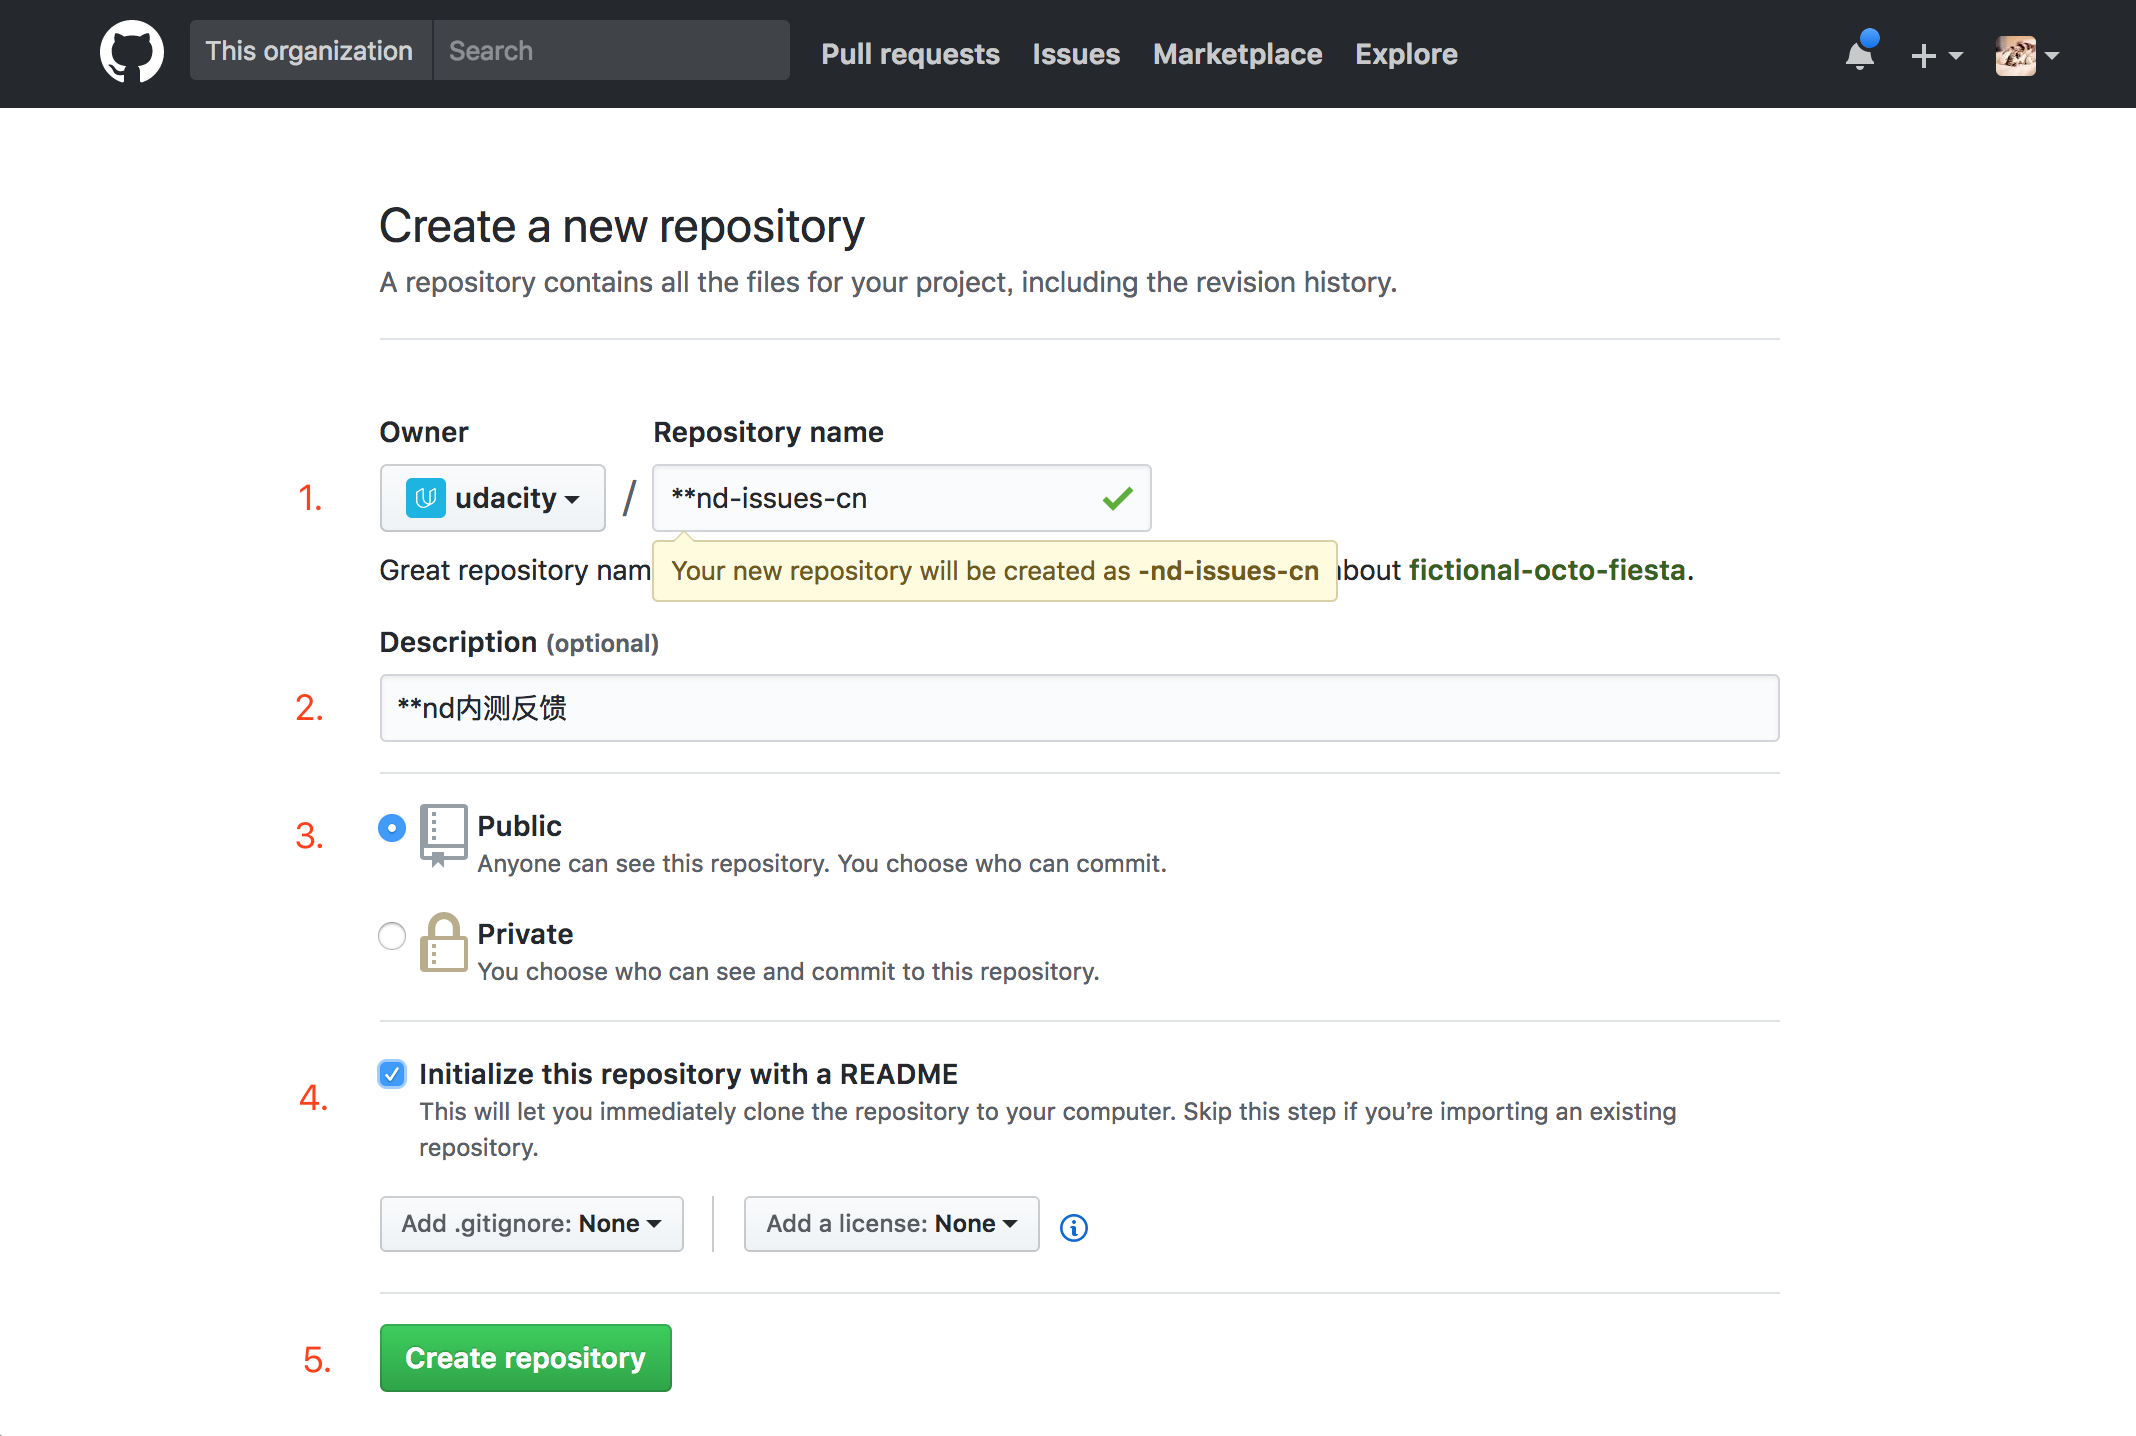 This organization Search Pull requests Issues Marketplace Explore
Create a new repository
A repository contains all the files for your project, including the revision history.
Owner Repository name
1. udacity / **nd-issues-cn
Great repository nam Your new repository will be created as -nd-issues-cn bout fictional-octo-fiesta.
Description (optional)
2. **nd内测反馈
3. Public
Anyone can see this repository. You choose who can commit.
Private
You choose who can see and commit to this repository.
4. Initialize this repository with a README
This will let you immediately clone the repository to your computer. Skip this step if you’re importing an existing
repository.
Add .gitignore: None Add a license: None
5. Create repository